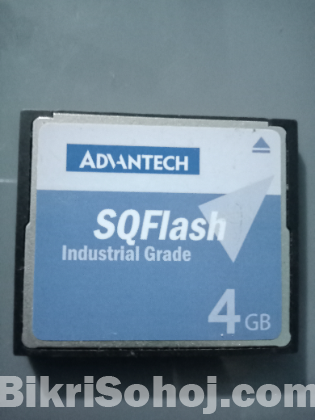 ADVANTECH
SQFlash
Industrial Grade
4 GB
BikriSohoj.com